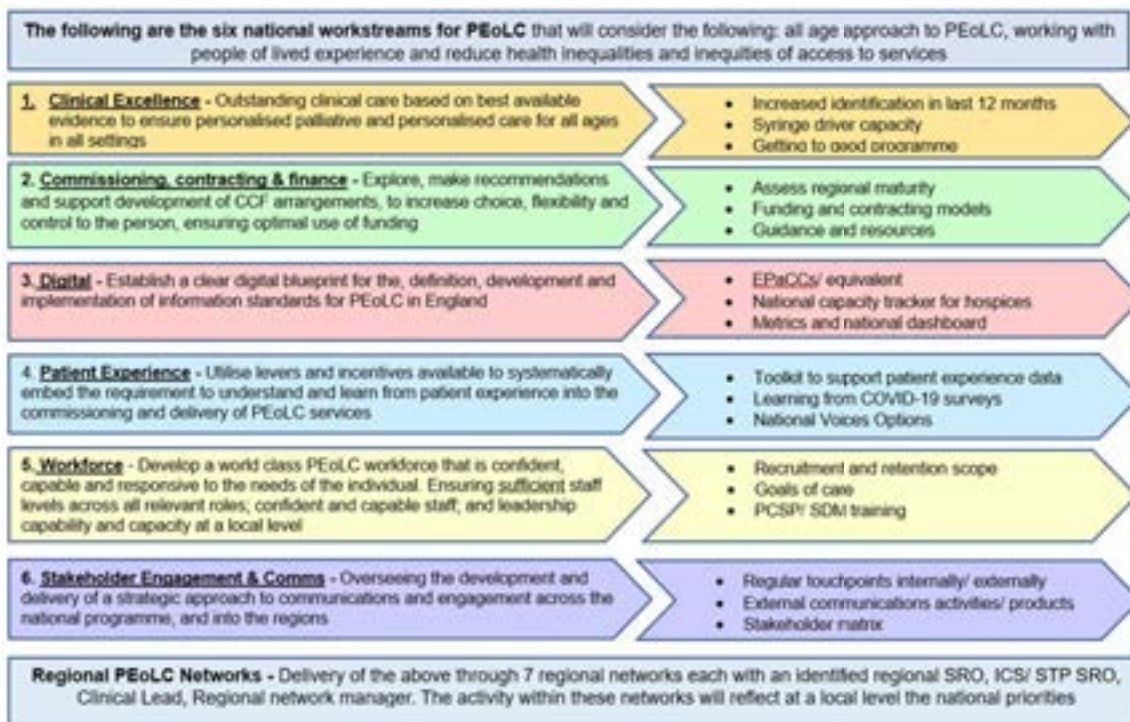 The following are the six national workstreams for PEoLC that will consider the following: all age approach to PEoLC, working with
people of lived experience and reduce health inequalities and inequities of access to services
1. Clinical Excellence - Outstanding clinical care based on best available
evidence to ensure personalised palliative and personalised care for all ages
in all settings
• Increased identification in last 12 months
• Syringe driver capacity
• Getting to good programme
2. Commissioning, contracting & finance - Explore, make recommendations
and support development of CCF arrangements, to increase choice, flexibility and
control to the person, ensuring optimal use of funding
• Assess regional maturity
• Funding and contracting models
• Guidance and resources
3. Digital - Establish a clear digital blueprint for the, definition, development and
implementation of information standards for PEoLC in England
• EPaCCs/ equivalent
• National capacity tracker for hospices
• Metrics and national dashboard
4. Patient Experience - Utilise levers and incentives available to systematically
embed the requirement to understand and learn from patient experience into the
commissioning and delivery of PEoLC services
• Toolkit to support patient experience data
• Learning from COVID-19 surveys
• National Voices Options
5. Workforce - Develop a world class PEoLC workforce that is confident,
capable and responsive to the needs of the individual. Ensuring sufficient staff
levels across all relevant roles; confident and capable staff; and leadership
capability and capacity at a local level
• Recruitment and retention scope
• Goals of care
• PCSP/ SDM training
6. Stakeholder Engagement & Comms - Overseeing the development and
delivery of a strategic approach to communications and engagement across the
national programme, and into the regions
• Regular touchpoints internally/ externally
• External communications activities/ products
• Stakeholder matrix
Regional PEoLC Networks - Delivery of the above through 7 regional networks each with an identified regional SRO, ICS/ STP SRO,
Clinical Lead, Regional network manager. The activity within these networks will reflect at a local level the national priorities